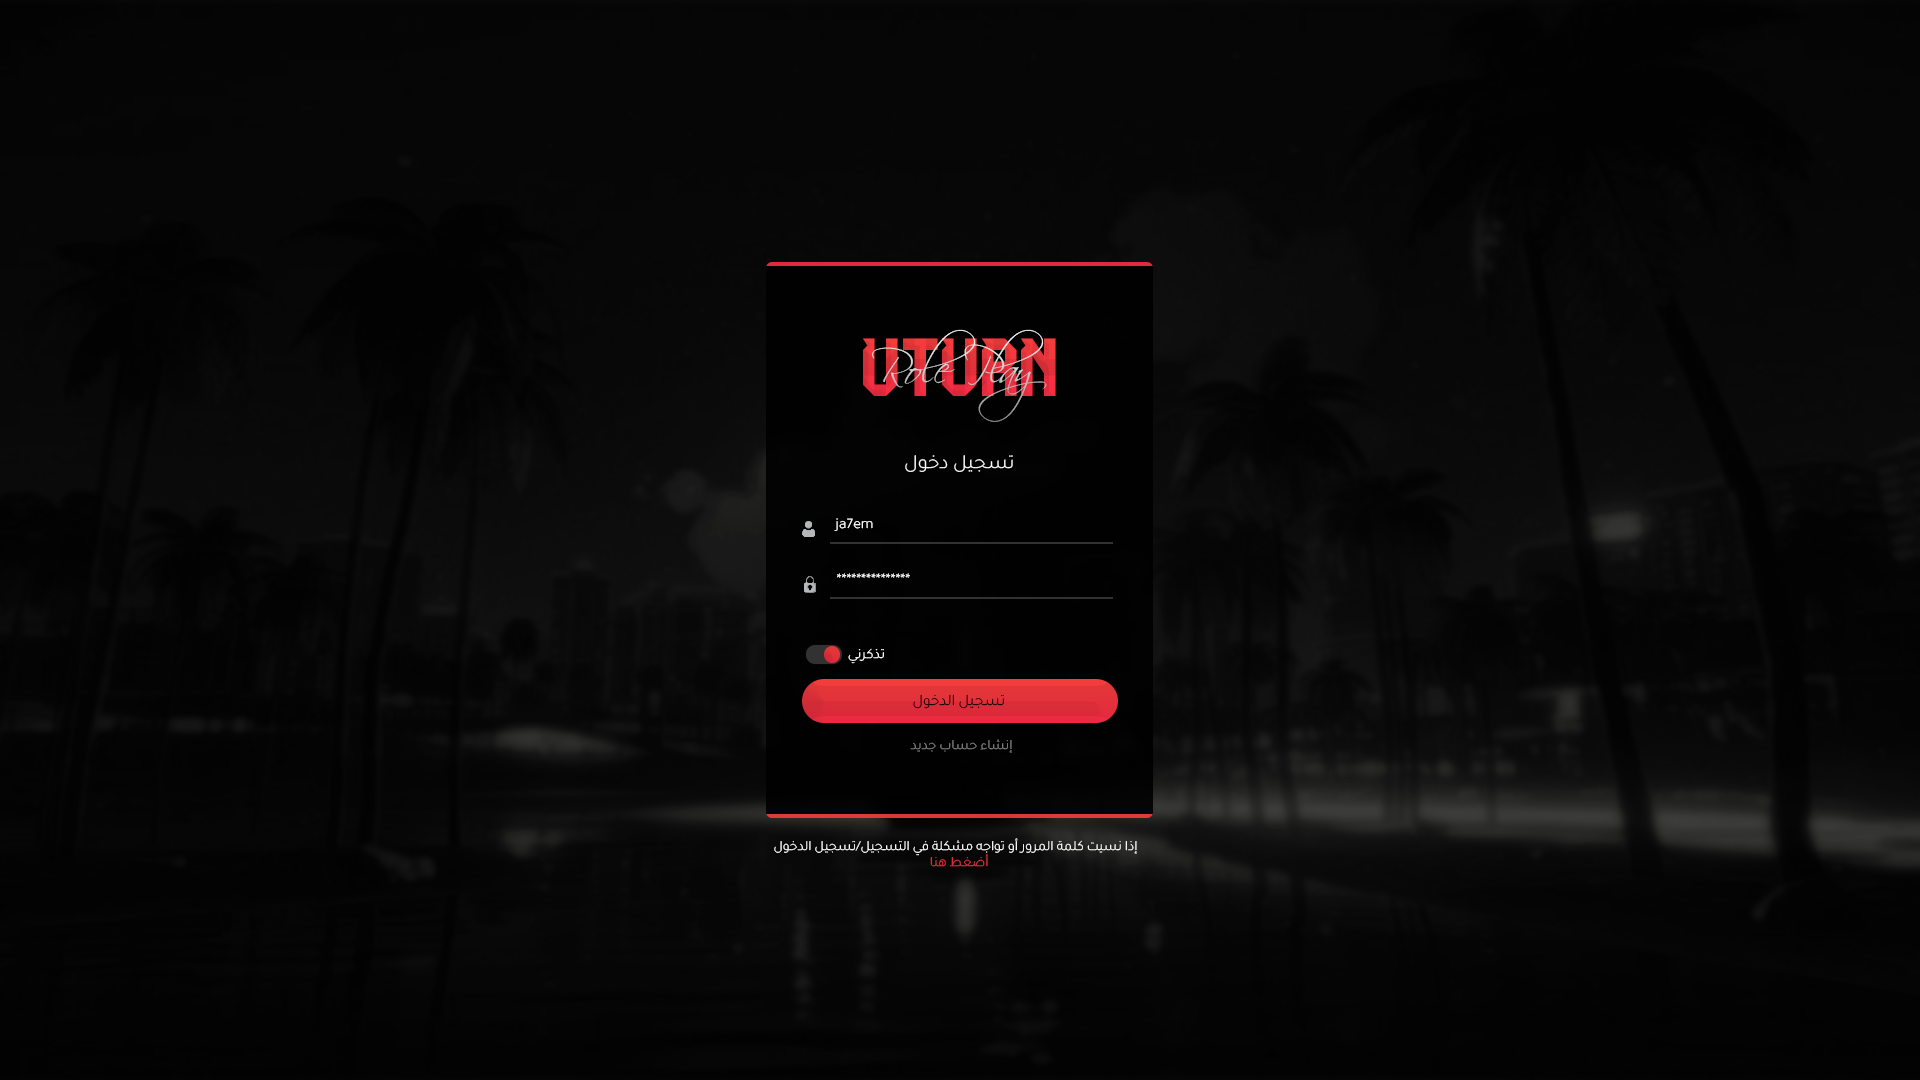 UTURN
Role Play
تسجيل دخول
ja7ern
***************
تذكرني
تسجيل الدخول
إنشاء حساب جديد
إذا نسيت كلمة المرور أو تواجه مشكلة في التسجيل/تسجيل الدخول
أضغط هنا